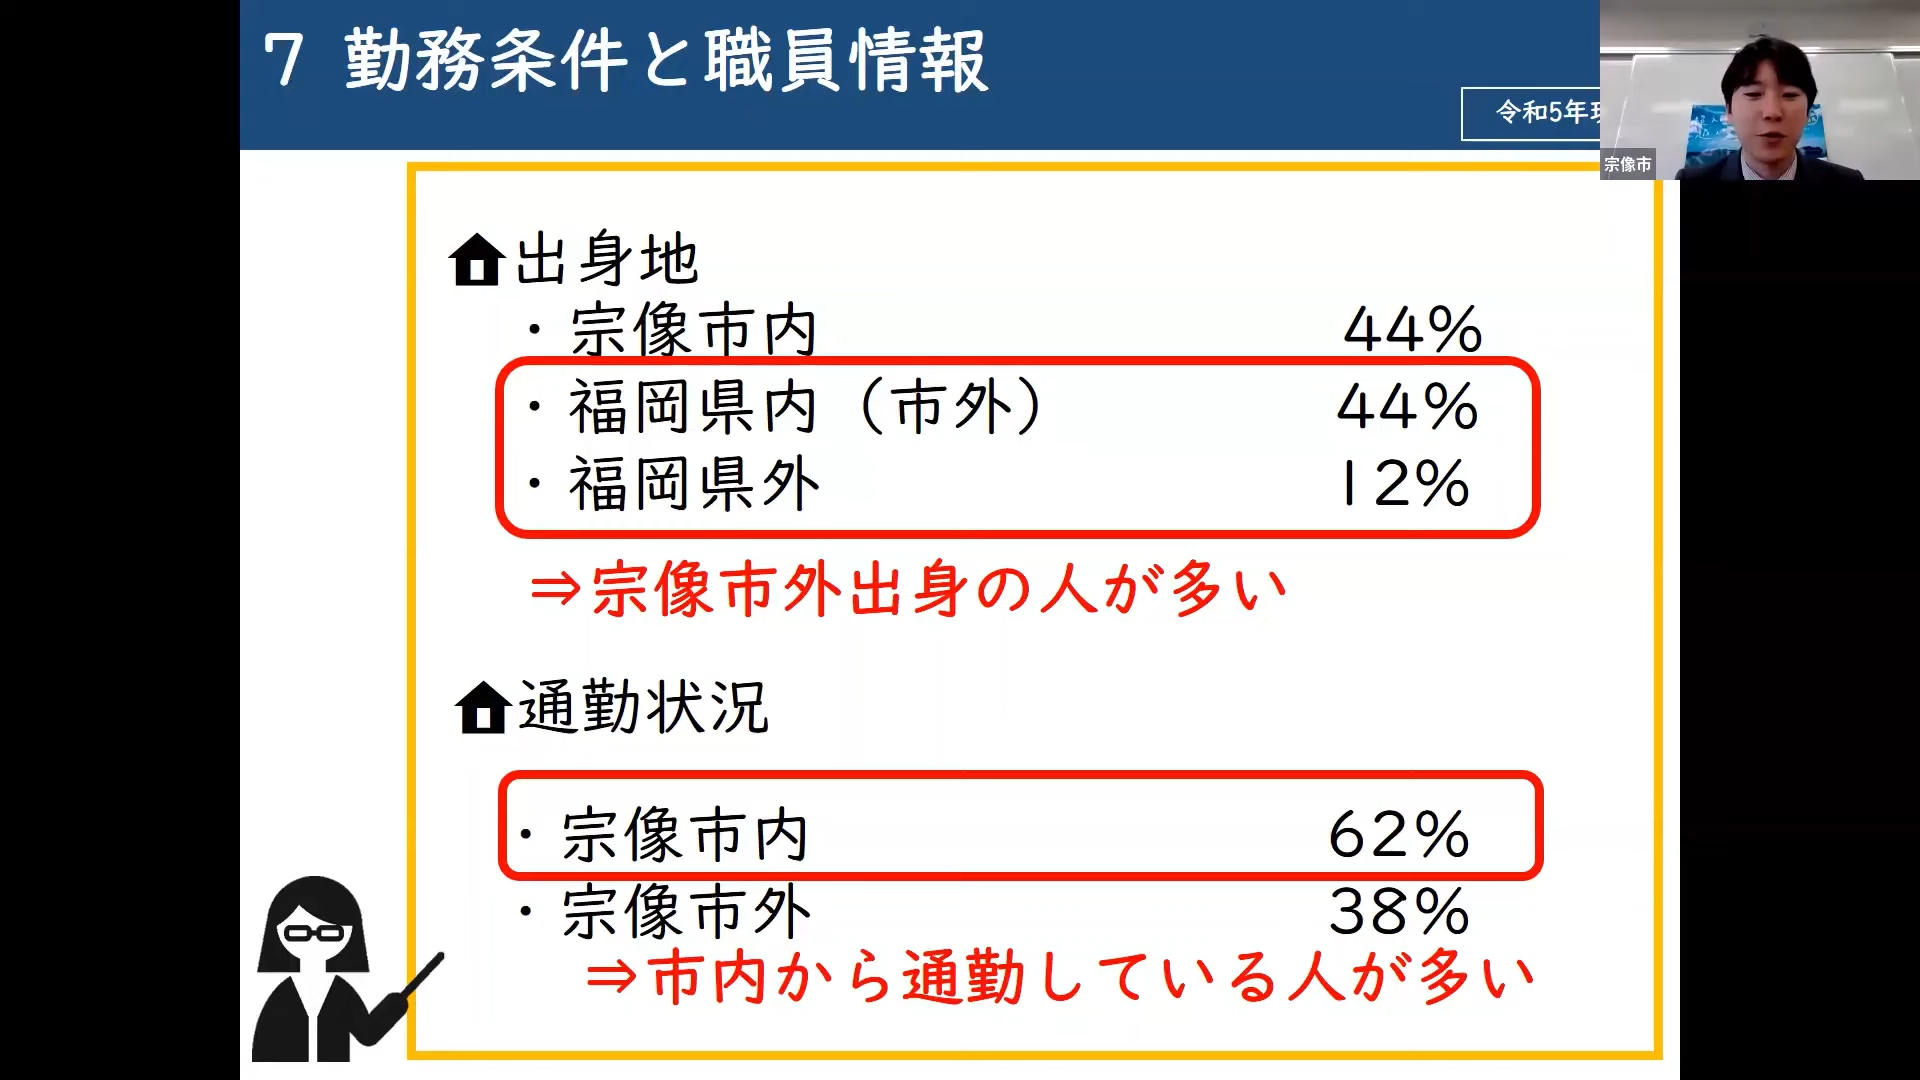 7 勤務条件と職員情報
令和5年
宗像市
出身地
・宗像市内 44%
・福岡県内（市外） 44%
・福岡県外 12%
⇒宗像市外出身の人が多い
通勤状況
・宗像市内 62%
・宗像市外 38%
⇒市内から通勤している人が多い